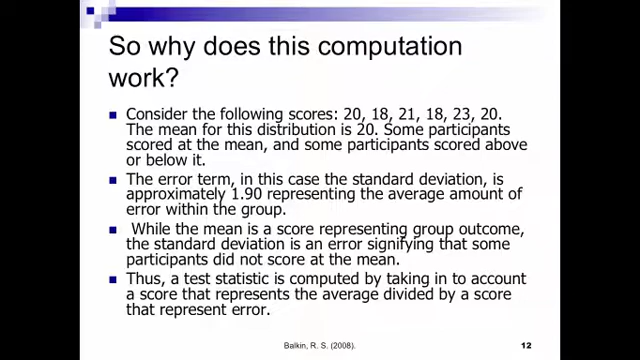 So why does this computation
work?
Consider the following scores: 20, 18, 21, 18, 23, 20.
The mean for this distribution is 20. Some participants
scored at the mean, and some participants scored above
or below it.
The error term, in this case the standard deviation, is
approximately 1.90 representing the average amount of
error within the group.
While the mean is a score representing group outcome,
the standard deviation is an error signifying that some
participants did not score at the mean.
Thus, a test statistic is computed by taking in to account
a score that represents the average divided by a score
that represent error.
Balkin, R. S. (2008).
12